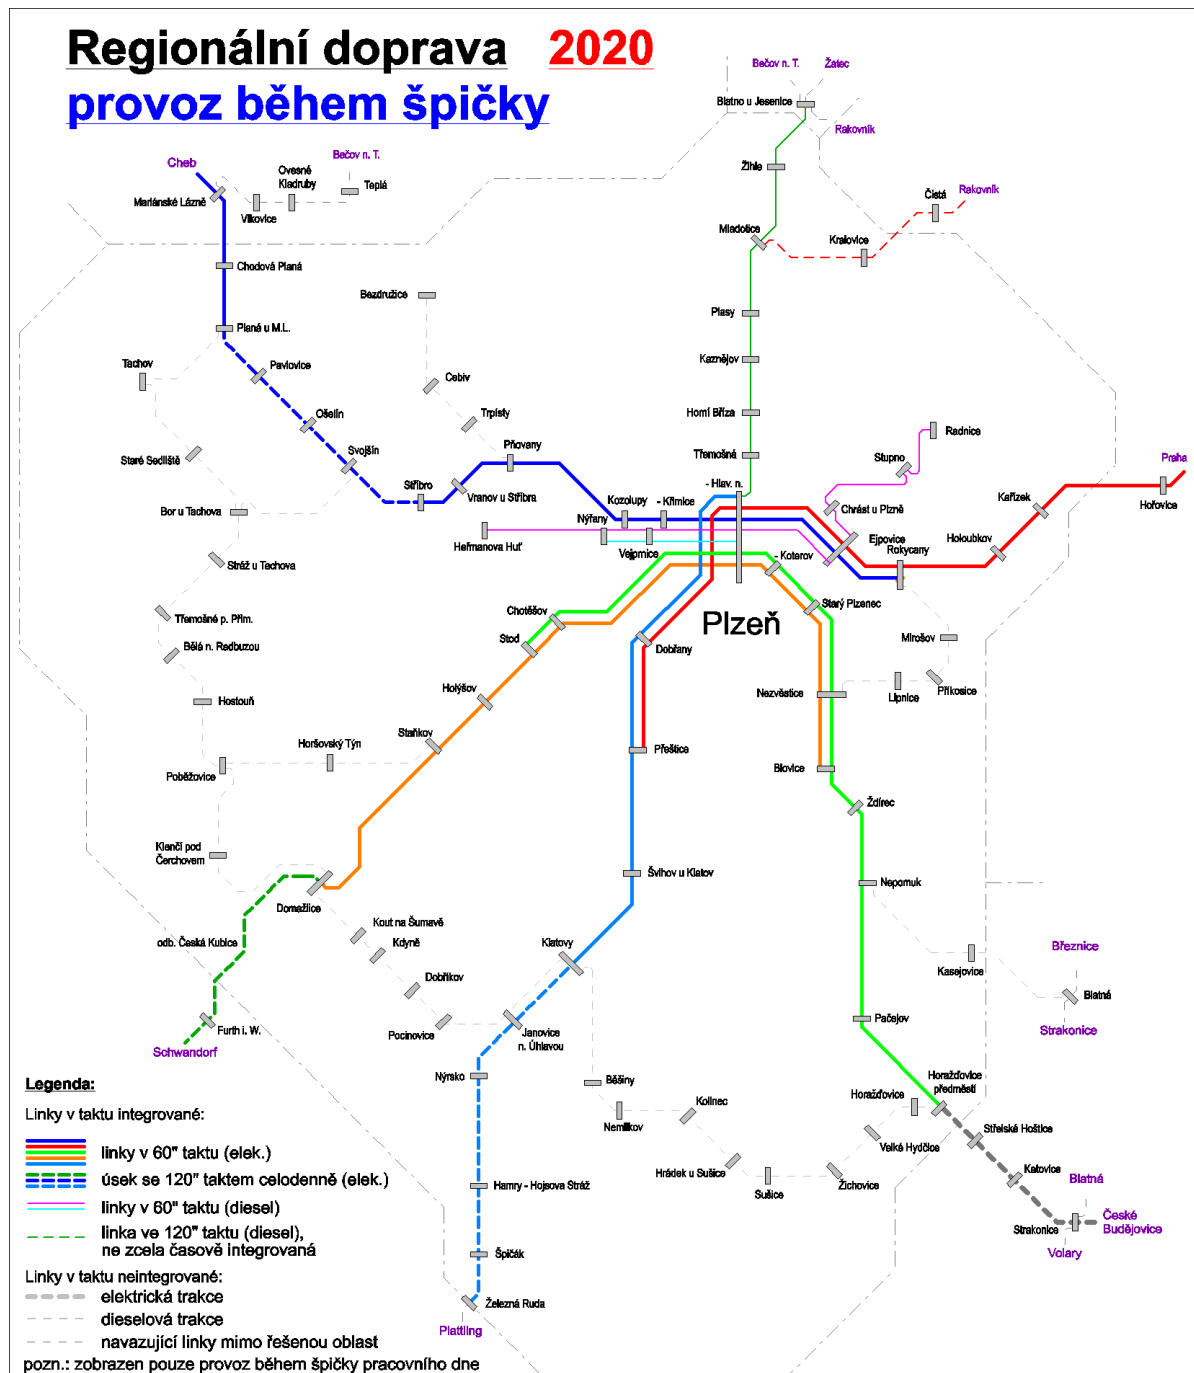 Regionální doprava 2020
provoz během špičky
Bečov n. T.
Žatec
Blatno u Jesenice
Rakovník
Cheb
Bečov n. T.
Ovesné
Kladruby
Teplá
Mariánské Lázně
Vlkovice
Žihle
Čistá
Rakovník
Mladotice
Kralovice
Chodová Planá
Bezdružice
Plasy
Planá u M.L.
Kaznějov
Tachov
Pavlovice
Cebiv
Ošelín
Trpísty
Horní Bříza
Radnice
Staré Sedliště
Svojšín
Pňovany
Třemošná
Stupno
Praha
Stříbro
Vranov u Stříbra
- Hlav. n.
Kařízek
Hořovice
Bor u Tachova
Kozolupy
- Křimice
Chrást u Plzně
Nýřany
Heřmanova Huť
Vejprnice
Ejpovice
Rokycany
Holoubkov
Stráž u Tachova
- Koterov
Třemošné p. Přim.
Chotěšov
Starý Plzenec
Plzeň
Bělá n. Radbuzou
Stod
Dobřany
Mirošov
Hostouň
Holýšov
Nezvěstice
Lipnice
Příkosice
Horšovský Týn
Staňkov
Přeštice
Poběžovice
Blovice
Ždírec
Klenčí pod
Čerchovem
Švihov u Klatov
Nepomuk
Domažlice
Kout na Šumavě
odb. Česká Kubice
Kdyně
Klatovy
Kasejovice
Březnice
Dobříkov
Blatná
Furth i. W.
Pocinovice
Janovice
n. Úhlavou
Pačejov
Strakonice
Schwandorf
Nýrsko
Běšiny
Horažďovice
předměstí
Horažďovice
Nemilkov
Kolinec
Velké Hydčice
Střelské Hoštice
Hrádek u Sušice
Sušice
Žichovice
Katovice
Blatná
Hamry - Hojsova Stráž
Strakonice
České
Budějovice
Volary
Špičák
Železná Ruda
Plattling
Legenda:
Linky v taktu integrované:
linky v 60" taktu (elek.)
úsek se 120" taktem celodenně (elek.)
linky v 60" taktu (diesel)
linka ve 120" taktu (diesel),
ne zcela časově integrovaná
Linky v taktu neintegrované:
elektrická trakce
dieselová trakce
navazující linky mimo řešenou oblast
pozn.: zobrazen pouze provoz během špičky pracovního dne